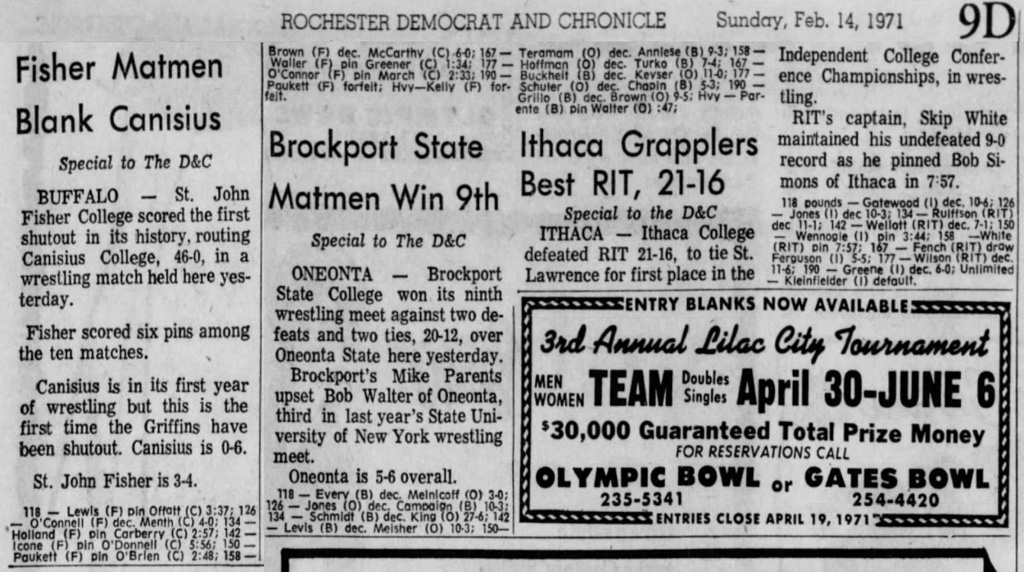 ROCHESTER DEMOCRAT AND CHRONICLE Sunday, Feb. 14, 1971 9D
Fisher Matmen
Blank Canisius
Special to The D&C
BUFFALO — St. John
Fisher College scored the first
shutout in its history, routing
Canisius College, 46-0, in a
wrestling match held here yes-
terday.
Fisher scored six pins among
the ten matches.
Canisius is in its first year
of wrestling but this is the
first time the Griffins have
been shutout. Canisius is 0-6.
St. John Fisher is 3-4.
118 — Lewis (F) pin Offatt (C) 3:37; 126
— O'Connell (F) dec. Menth (C) 4-0; 134 —
Holland (F) pin Carberry (C) 2:57; 142 —
Icone (F) pin O'Donnell (C) 5:56; 150 —
Paukett (F) pin O'Brien (C) 2:48; 158 —
Brown (F) dec. McCarthy (C) 6-0; 167 —
Waller (F) pin Greener (C) 1:34; 177 —
O'Connor (F) pin March (C) 2:33; 190 —
Paukett (F) forfeit; Hvy—Kelly (F) for-
feit.
Brockport State
Matmen Win 9th
Special to The D&C
ONEONTA — Brockport
State College won its ninth
wrestling meet against two de-
feats and two ties, 20-12, over
Oneonta State here yesterday.
Brockport's Mike Parents
upset Bob Walter of Oneonta,
third in last year's State Uni-
versity of New York wrestling
meet.
Oneonta is 5-6 overall.
118 — Every (B) dec. Melnicoff (O) 3-0;
126 — Jones (O) dec. Campaign (B) 10-3;
134 — Schmidt (B) dec. King (O) 27-6; 142
— Levis (B) dec. Meisher (O) 10-3; 150—
Teramam (O) dec. Anniese (B) 9-3; 158 —
Hoffman (O) dec. Turko (B) 7-4; 167 —
Buckheit (B) dec. Keyser (O) 11-0; 177 —
Schuler (O) dec. Chapin (B) 5-3; 190 —
Grillo (B) dec. Brown (O) 9-5; Hvy — Par-
ente (B) pin Walter (O) :47;
Ithaca Grapplers
Best RIT, 21-16
Special to the D&C
ITHACA — Ithaca College
defeated RIT 21-16, to tie St.
Lawrence for first place in the
Independent College Confer-
ence Championships, in wres-
tling.
RIT's captain, Skip White
maintained his undefeated 9-0
record as he pinned Bob Si-
mons of Ithaca in 7:57.
118 pounds — Gatewood (I) dec. 10-6; 126
— Jones (I) dec 10-3; 134 — Ruiffson (RIT)
dec 11-1; 142 — Wellott (RIT) dec. 7-1; 150
— Wennogle (I) pin 3:44; 158 —White
(RIT) pin 7:57; 167 — Fench (RIT) draw
Ferguson (I) 5-5; 177 — Wilson (RIT) dec.
11-6; 190 — Greene (I) dec. 6-0; Unlimited
— Kleinfielder (I) default.
ENTRY BLANKS NOW AVAILABLE
3rd Annual Lilac City Tournament
MEN WOMEN TEAM Doubles Singles April 30-JUNE 6
$30,000 Guaranteed Total Prize Money
FOR RESERVATIONS CALL
OLYMPIC BOWL or GATES BOWL
235-5341 254-4420
ENTRIES CLOSE APRIL 19, 1971